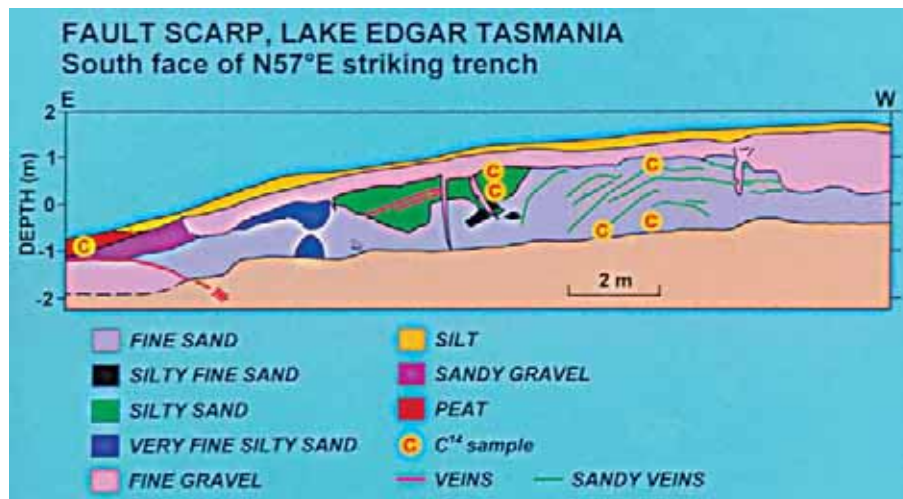 FAULT SCARP, LAKE EDGAR TASMANIA
South face of N57°E striking trench
E
W
2
1
0
-1
-2
DEPTH (m)
C
C
C
C
C
C
2 m
FINE SAND
SILTY FINE SAND
SILTY SAND
VERY FINE SILTY SAND
FINE GRAVEL
SILT
SANDY GRAVEL
PEAT
C C¹⁴ sample
VEINS
SANDY VEINS